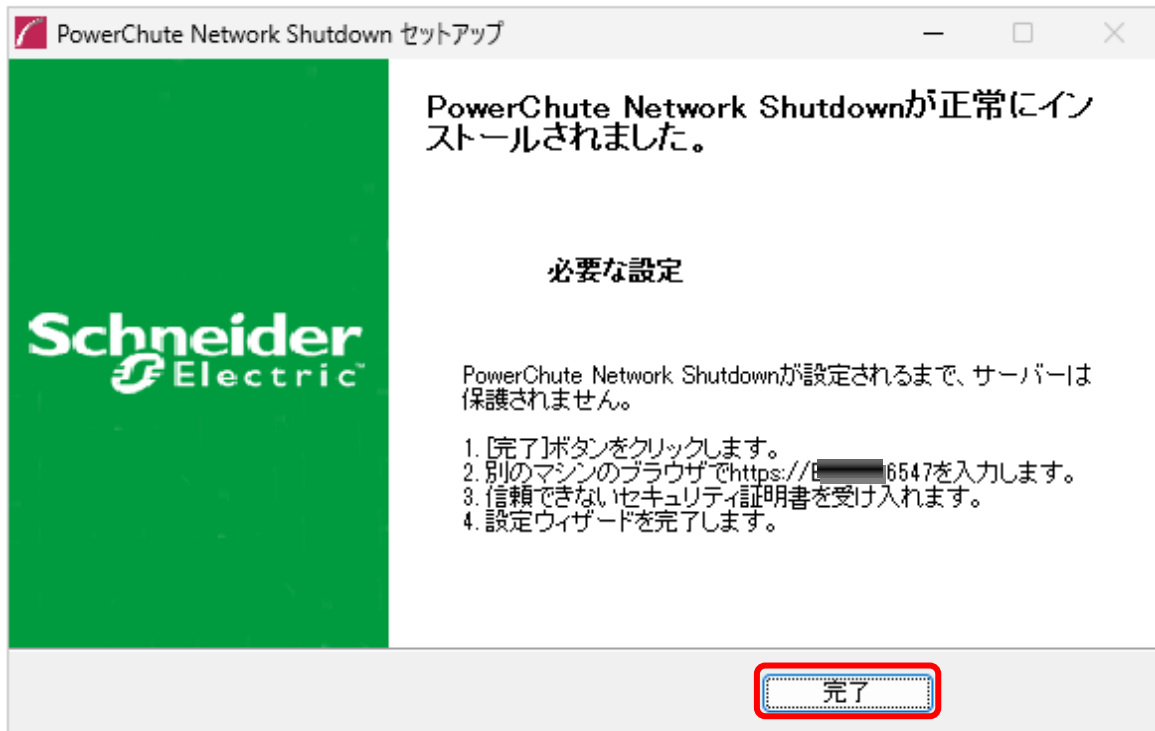 PowerChute Network Shutdown セットアップ
PowerChute Network Shutdownが正常にイン
ストールされました。
必要な設定
Schneider
Electric
PowerChute Network Shutdownが設定されるまで、サーバーは
保護されません。
1. [完了]ボタンをクリックします。
2. 別のマシンのブラウザでhttps://E 6547を入力します。
3. 信頼できないセキュリティ証明書を受け入れます。
4. 設定ウィザードを完了します。
完了